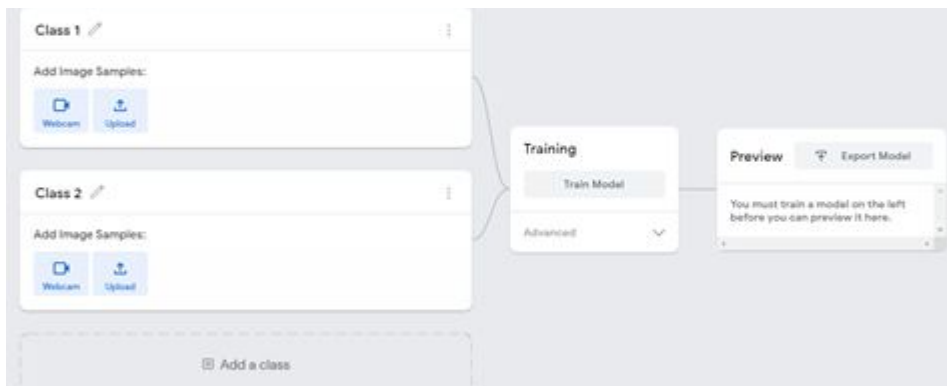 Class 1
Add Image Samples:
Webcam Upload
Class 2
Add Image Samples:
Webcam Upload
Add a class
Training
Train Model
Advanced
Preview Export Model
You must train a model on the left
before you can preview it here.